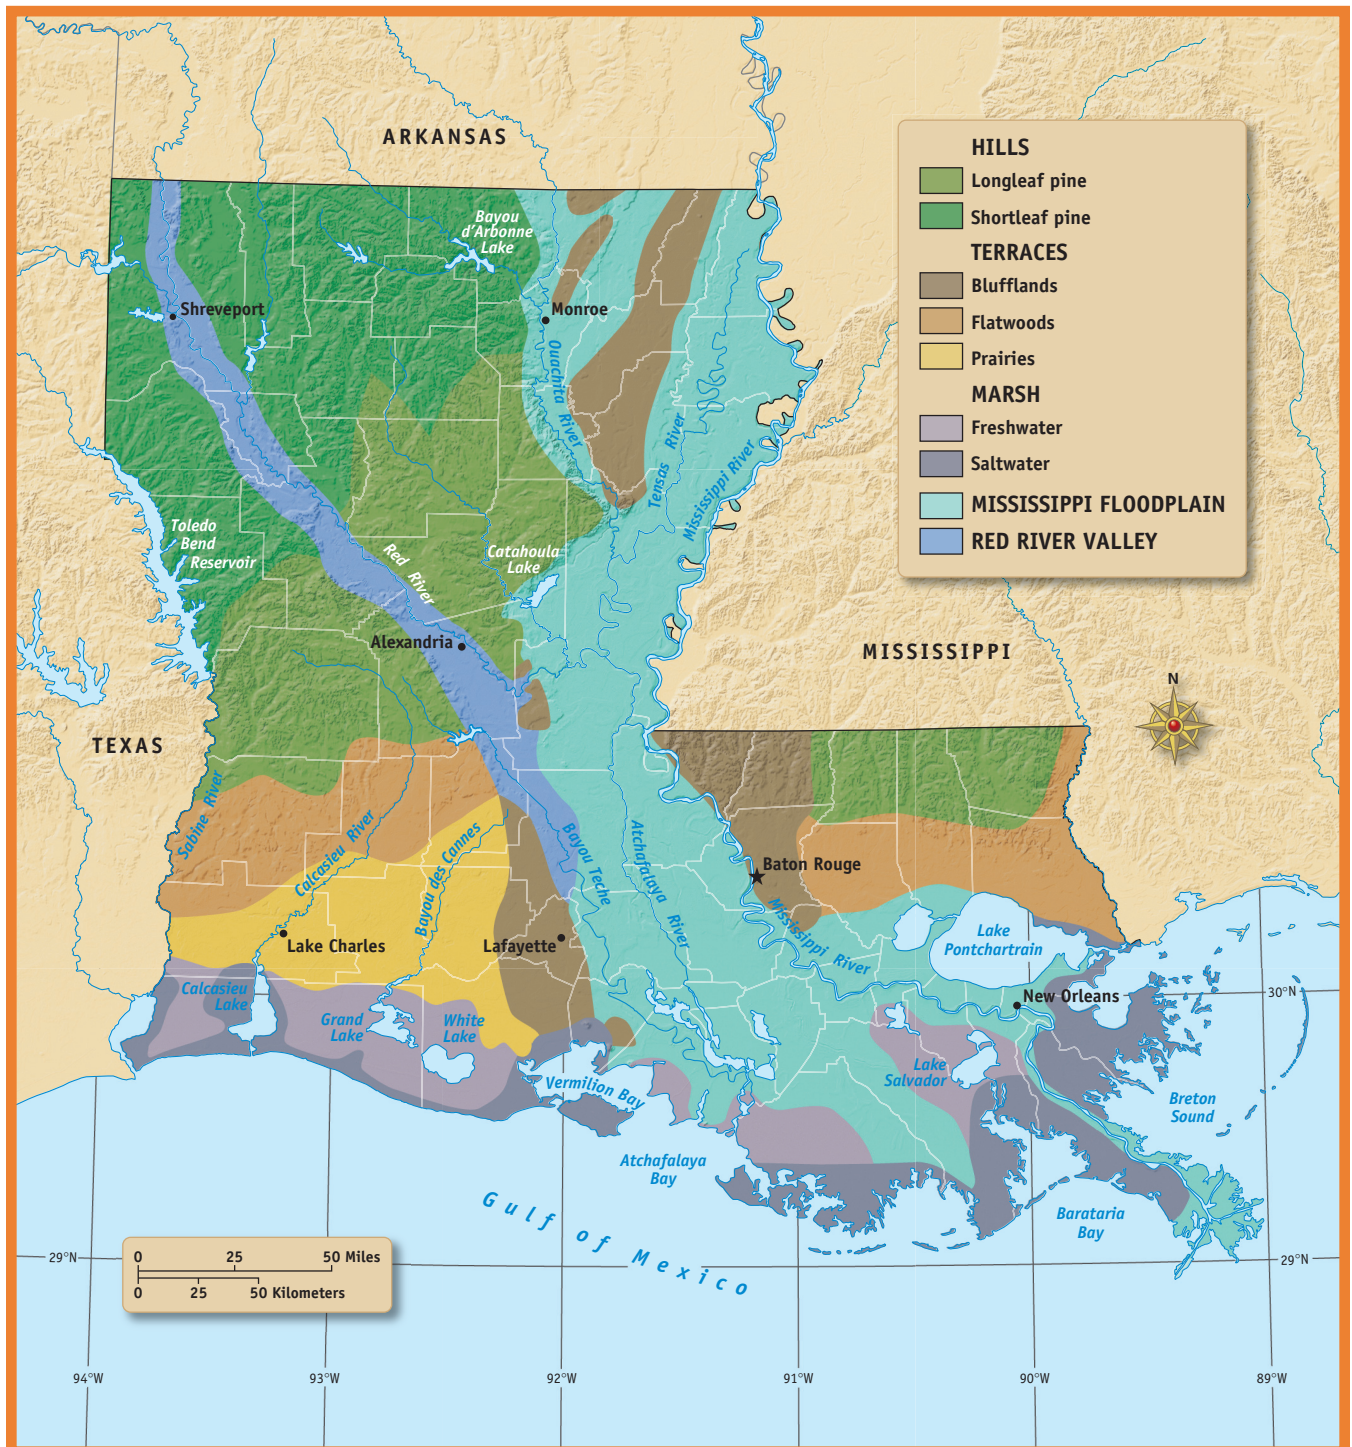 ARKANSAS
HILLS
Longleaf pine
Shortleaf pine
TERRACES
Blufflands
Flatwoods
Prairies
MARSH
Freshwater
Saltwater
MISSISSIPPI FLOODPLAIN
RED RIVER VALLEY
Bayou
d'Arbonne
Lake
Shreveport
Monroe
Ouachita River
Tensas River
Mississippi River
Toledo
Bend
Reservoir
Red River
Catahoula
Lake
Alexandria
MISSISSIPPI
N
TEXAS
Sabine River
Calcasieu River
Bayou des Cannes
Bayou Teche
Atchafalaya River
Baton Rouge
Mississippi River
Lake Charles
Lafayette
Lake
Pontchartrain
Calcasieu
Lake
Grand
Lake
White
Lake
New Orleans
30°N
Lake
Salvador
Vermilion Bay
Breton
Sound
Atchafalaya
Bay
Barataria
Bay
Gulf of Mexico
29°N
29°N
0 25 50 Miles
0 25 50 Kilometers
94°W 93°W 92°W 91°W 90°W 89°W